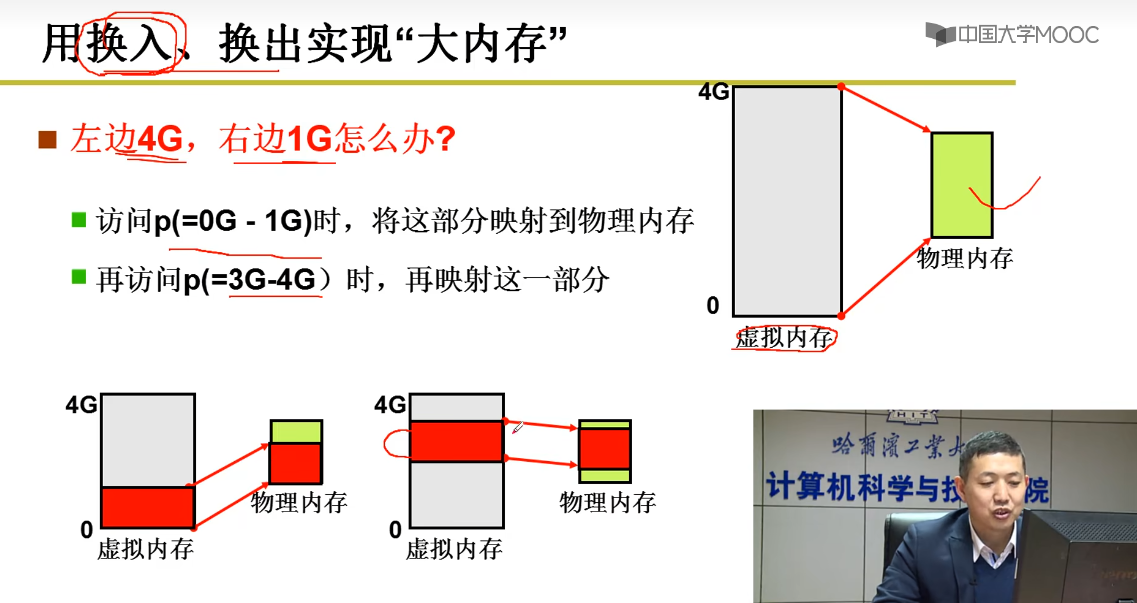 用换入、换出实现“大内存”
中国大学MOOC
左边4G，右边1G怎么办?
访问p(=0G - 1G)时，将这部分映射到物理内存
再访问p(=3G-4G）时，再映射这一部分
4G
0
虚拟内存
物理内存
4G
0
虚拟内存
物理内存
4G
0
虚拟内存
物理内存
哈尔滨工业大
计算机科学与技
院